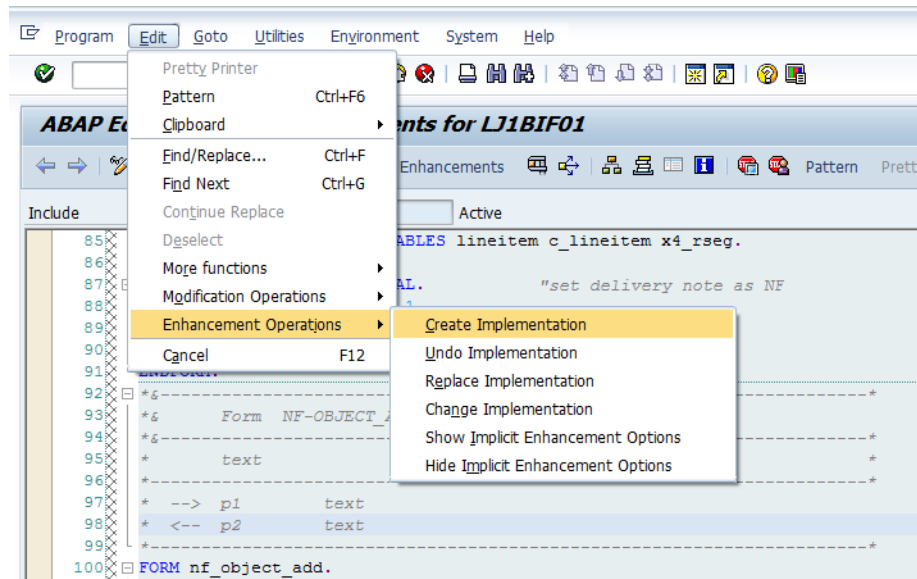 Program Edit Goto Utilities Environment System Help
Pretty Printer
Pattern Ctrl+F6
Clipboard
Find/Replace... Ctrl+F
Find Next Ctrl+G
Continue Replace
Deselect
More functions
Modification Operations
Enhancement Operations
Cancel F12
Create Implementation
Undo Implementation
Replace Implementation
Change Implementation
Show Implicit Enhancement Options
Hide Implicit Enhancement Options
ABAP Ed ents for LJ1BIF01
Enhancements Pattern Prett
Include Active
85 ABLES lineitem c_lineitem x4_rseg.
86
87 AL. "set delivery note as NF
88 1
89
90
91 ENDFORM.
92 *&---------------------------------------------------------------------*
93 *& Form NF-OBJECT_A
94 *&---------------------------------------------------------------------*
95 * text *
96 *----------------------------------------------------------------------*
97 * --> p1 text
98 * <-- p2 text
99 *----------------------------------------------------------------------*
100 FORM nf_object_add.